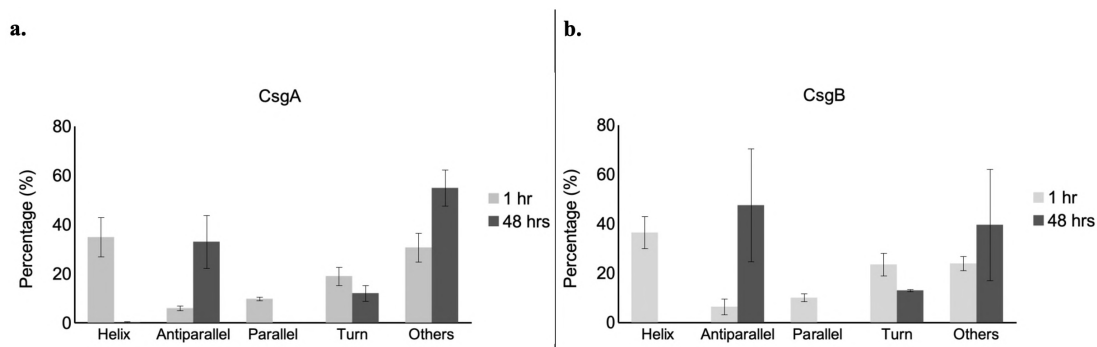 a.
CsgA
Percentage (%)
80
60
40
20
0
Helix Antiparallel Parallel Turn Others
1 hr
48 hrs
b.
CsgB
Percentage (%)
80
60
40
20
0
Helix Antiparallel Parallel Turn Others
1 hr
48 hrs